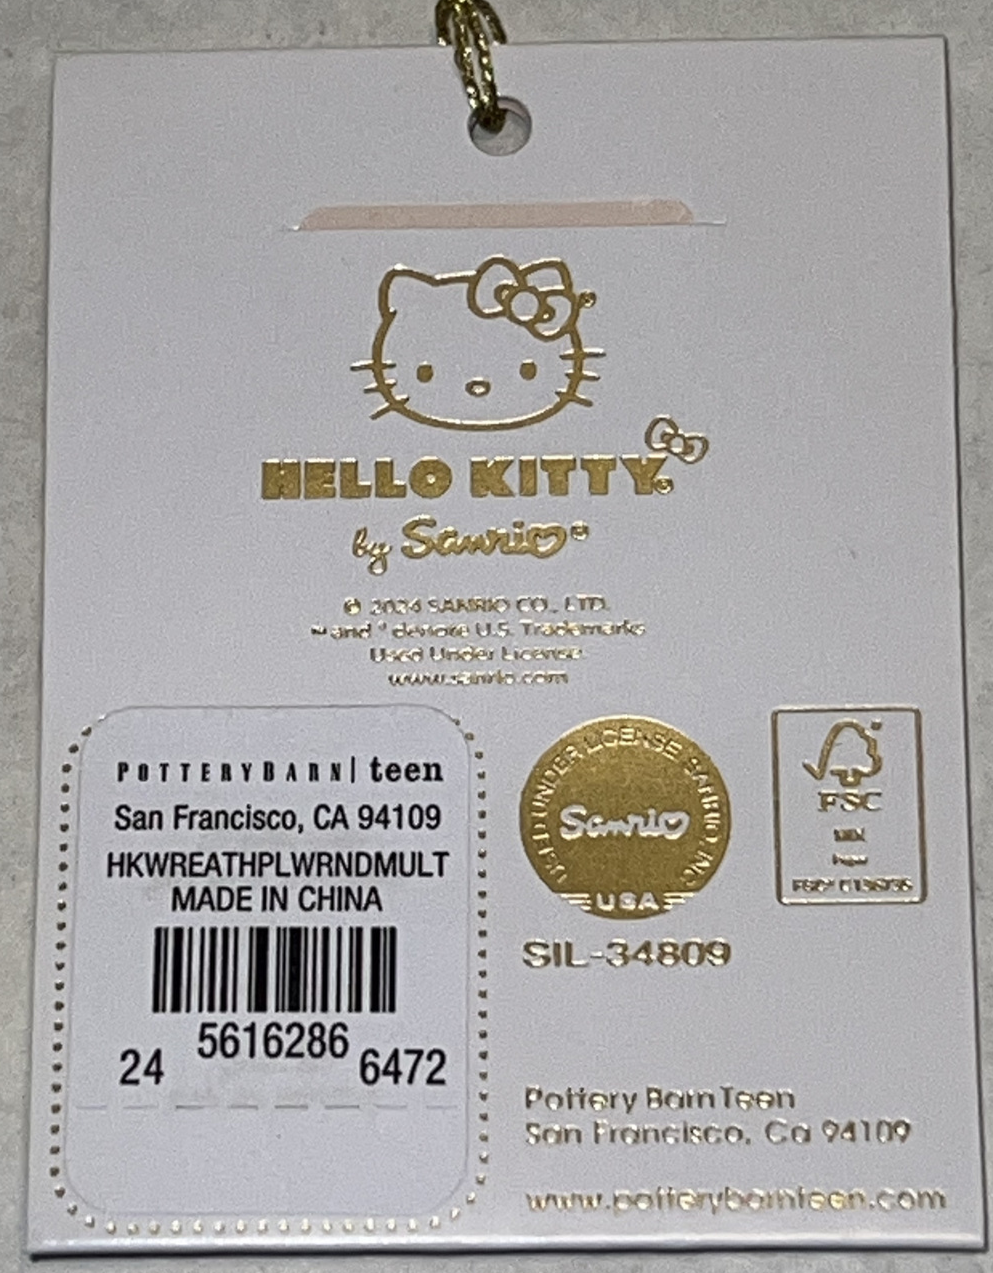 HELLO KITTY®
by Sanrio®
© 2024 SANRIO CO., LTD.
™ and ® denote U.S. Trademarks
Used Under License
www.sanrio.com
POTTERYBARN| teen
San Francisco, CA 94109
HKWREATHPLWRNDMULT
MADE IN CHINA
5616286
24 6472
USED UNDER LICENSE SANRIO, INC.
Sanrio
USA
SIL-34809
FSC
MIX
Paper
Pottery Barn Teen
San Francisco, Ca 94109
www.potterybarnteen.com